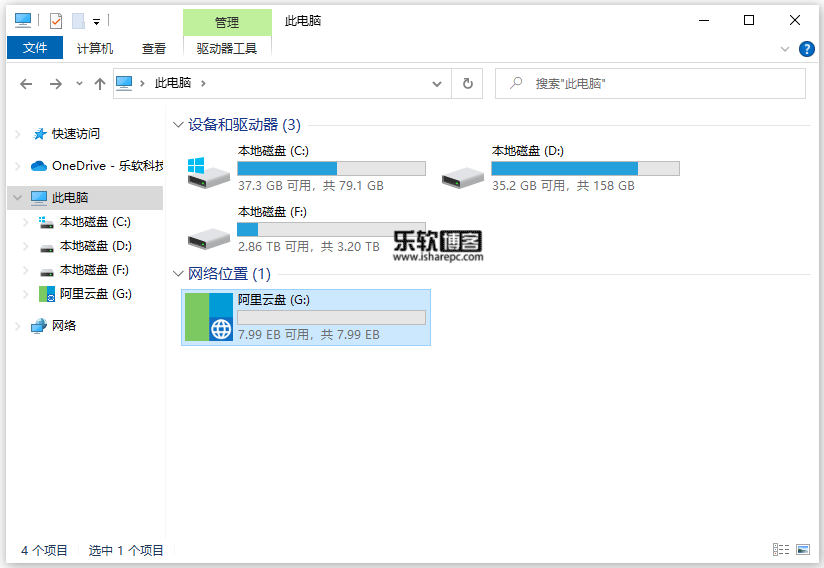 管理
此电脑
文件
计算机
查看
驱动器工具
此电脑
搜索"此电脑"
快速访问
OneDrive - 乐软科技
此电脑
本地磁盘 (C:)
本地磁盘 (D:)
本地磁盘 (F:)
阿里云盘 (G:)
网络
设备和驱动器 (3)
本地磁盘 (C:)
37.3 GB 可用，共 79.1 GB
本地磁盘 (D:)
35.2 GB 可用，共 158 GB
本地磁盘 (F:)
2.86 TB 可用，共 3.20 TB
乐软博客
www.isharepc.com
网络位置 (1)
阿里云盘 (G:)
7.99 EB 可用，共 7.99 EB
4 个项目
选中 1 个项目